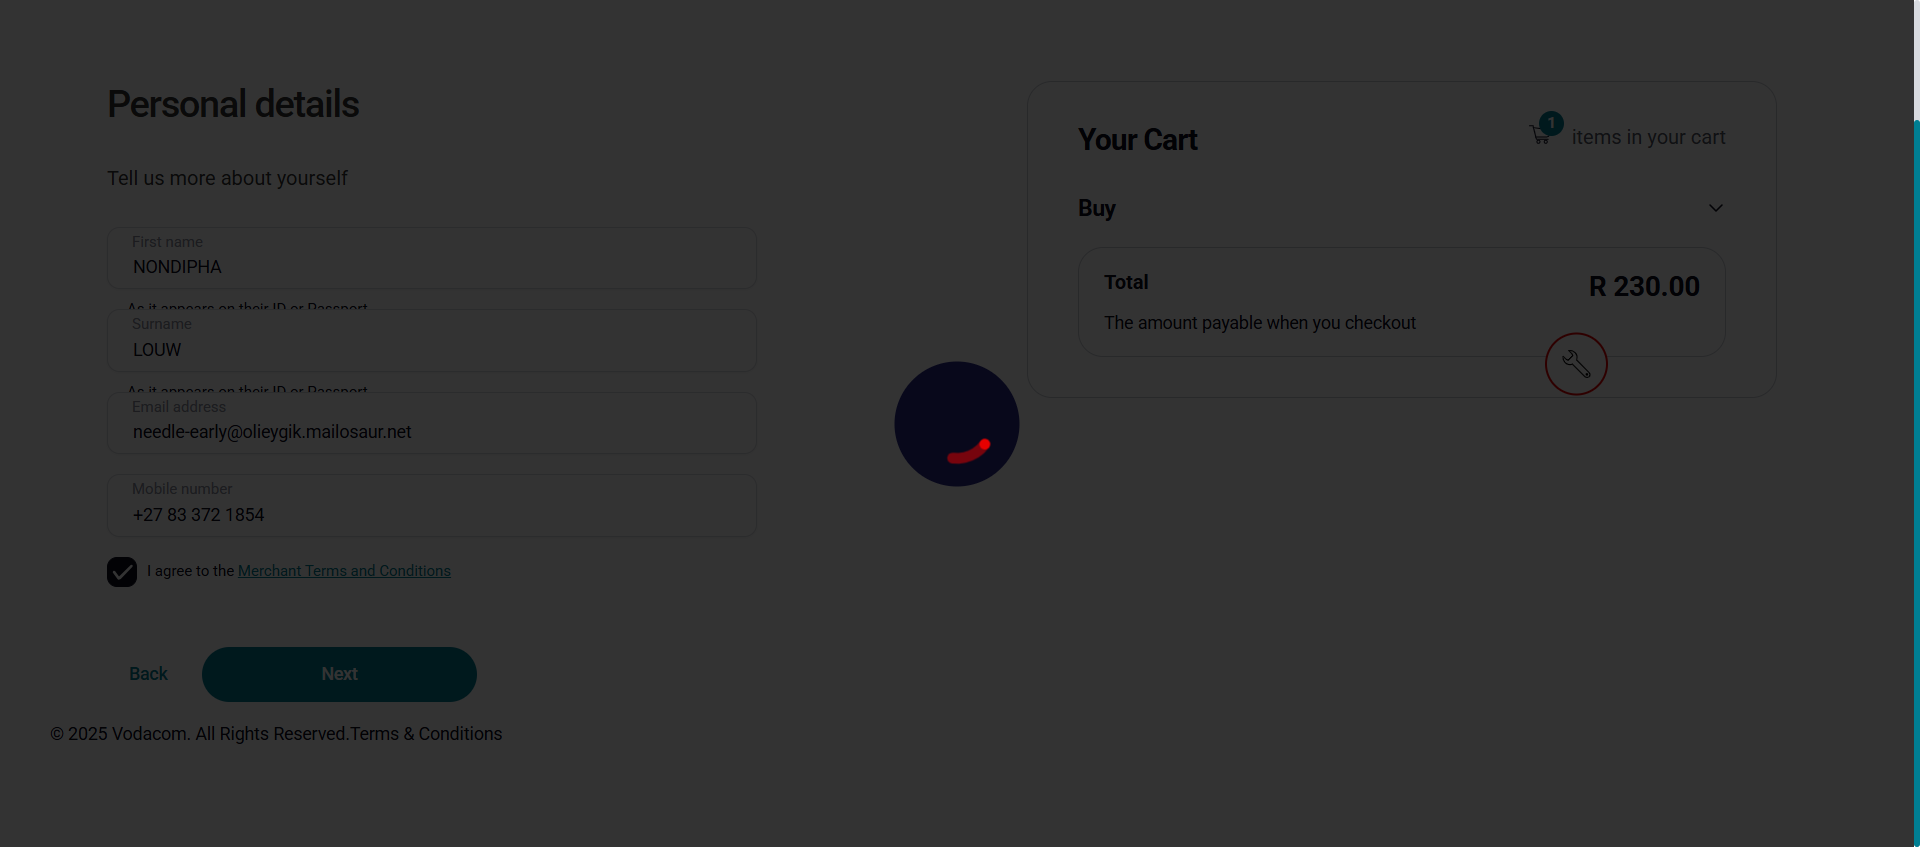 Personal details
Tell us more about yourself
First name
NONDIPHA
As it appears on their ID or Passport
Surname
LOUW
As it appears on their ID or Passport
Email address
needle-early@olieygik.mailosaur.net
Mobile number
+27 83 372 1854
I agree to the Merchant Terms and Conditions
Back
Next
© 2025 Vodacom. All Rights Reserved.Terms & Conditions
Your Cart
1
items in your cart
Buy
Total
R 230.00
The amount payable when you checkout